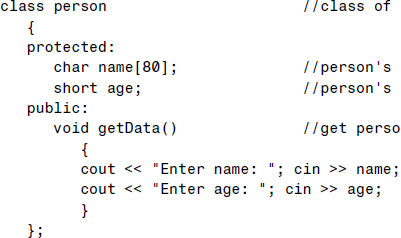 class person //class of
{
protected:
char name[80]; //person's
short age; //person's
public:
void getData() //get perso
{
cout << "Enter name: "; cin >> name;
cout << "Enter age: "; cin >> age;
}
};